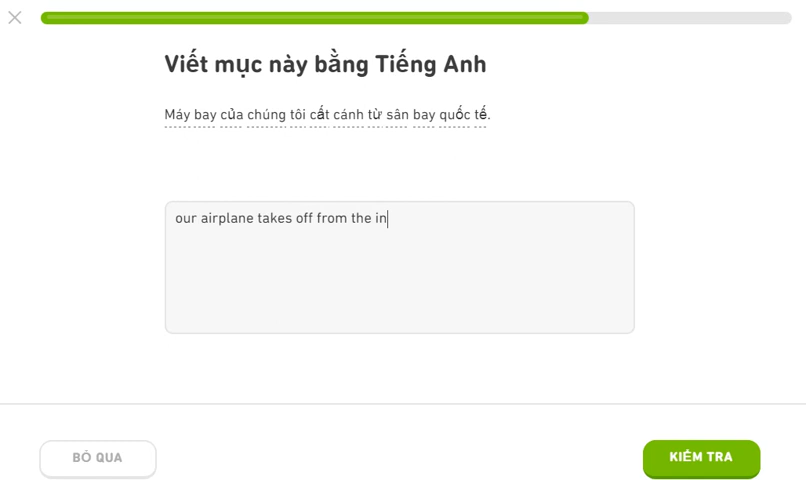 Viết mục này bằng Tiếng Anh
Máy bay của chúng tôi cất cánh từ sân bay quốc tế.
our airplane takes off from the in
BỎ QUA
KIỂM TRA